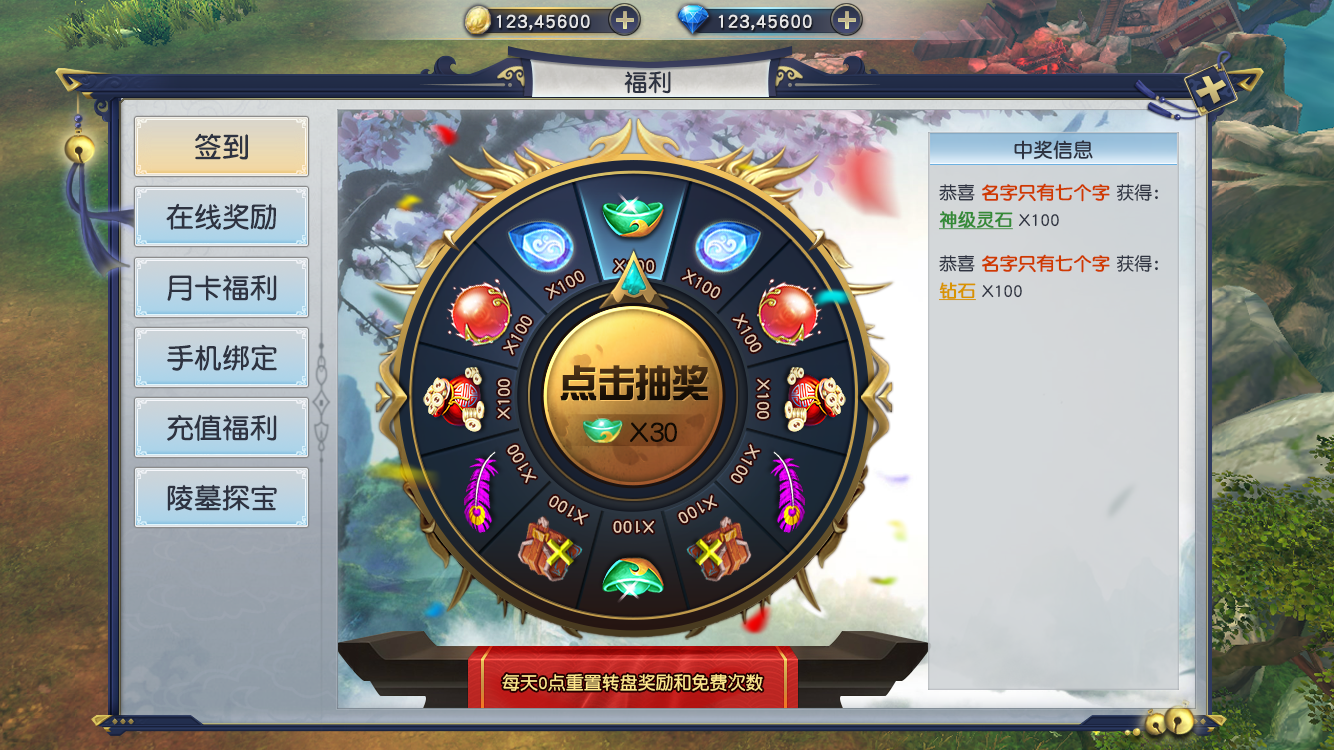 123,45600
123,45600
福利
签到
在线奖励
月卡福利
手机绑定
充值福利
陵墓探宝
X100
X100
X100
X100
X100
X100
X100
X100
X100
X100
X100
点击抽奖
X30
每天0点重置转盘奖励和免费次数
中奖信息
恭喜 名字只有七个字 获得:
神级灵石 X100
恭喜 名字只有七个字 获得:
钻石 X100